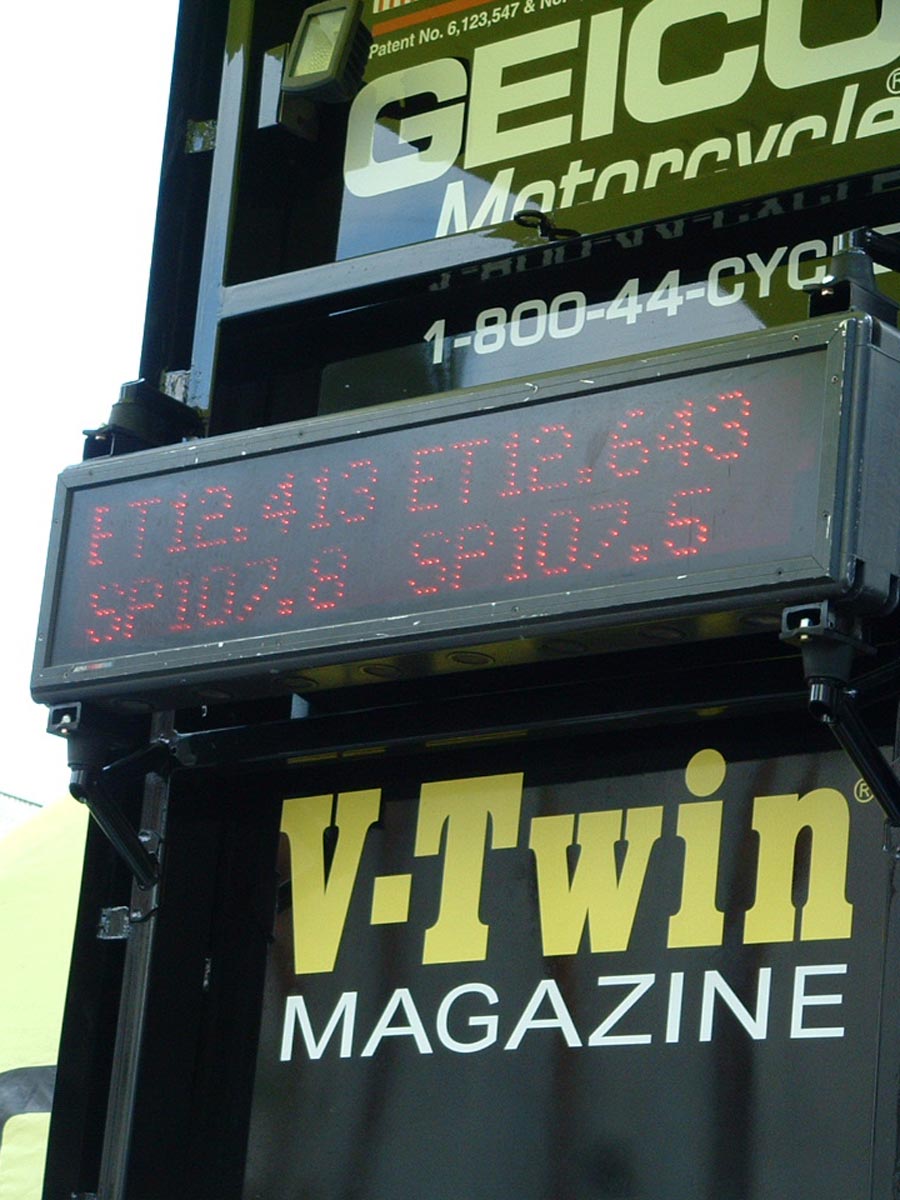 Patent No. 6,123,547 &
GEICO
Motorcycle
1-800-44-CYC
ET12.413 ET12.643
SP107.8 SP107.5
V-Twin®
MAGAZINE